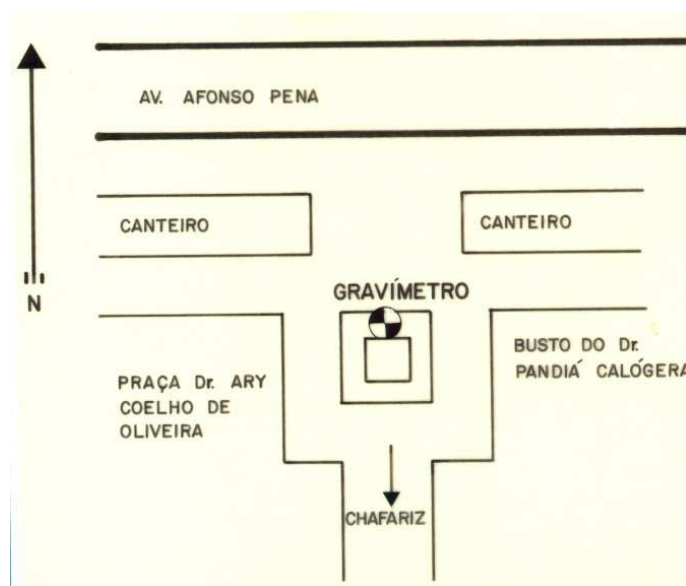 AV. AFONSO PENA
CANTEIRO
CANTEIRO
N
GRAVÍMETRO
PRAÇA Dr. ARY
COELHO DE
OLIVEIRA
BUSTO DO Dr.
PANDIÁ CALÓGERA
CHAFARIZ